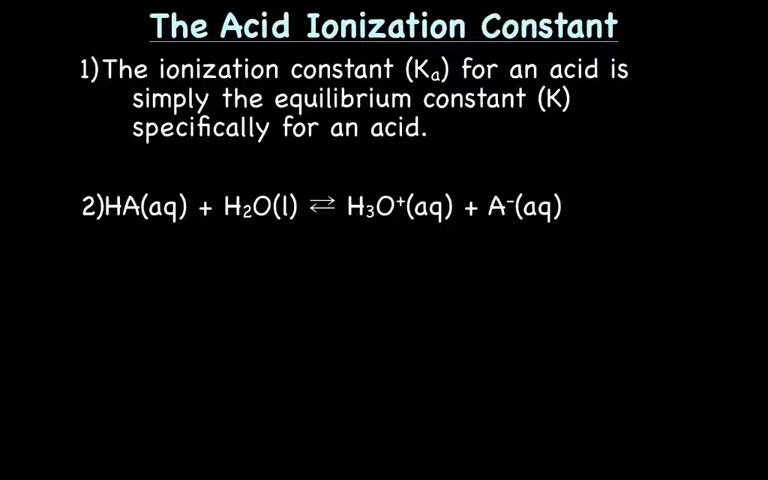 The Acid Ionization Constant
1)The ionization constant (Kₐ) for an acid is
simply the equilibrium constant (K)
specifically for an acid.
2)HA(aq) + H₂O(l) ⇌ H₃O⁺(aq) + A⁻(aq)